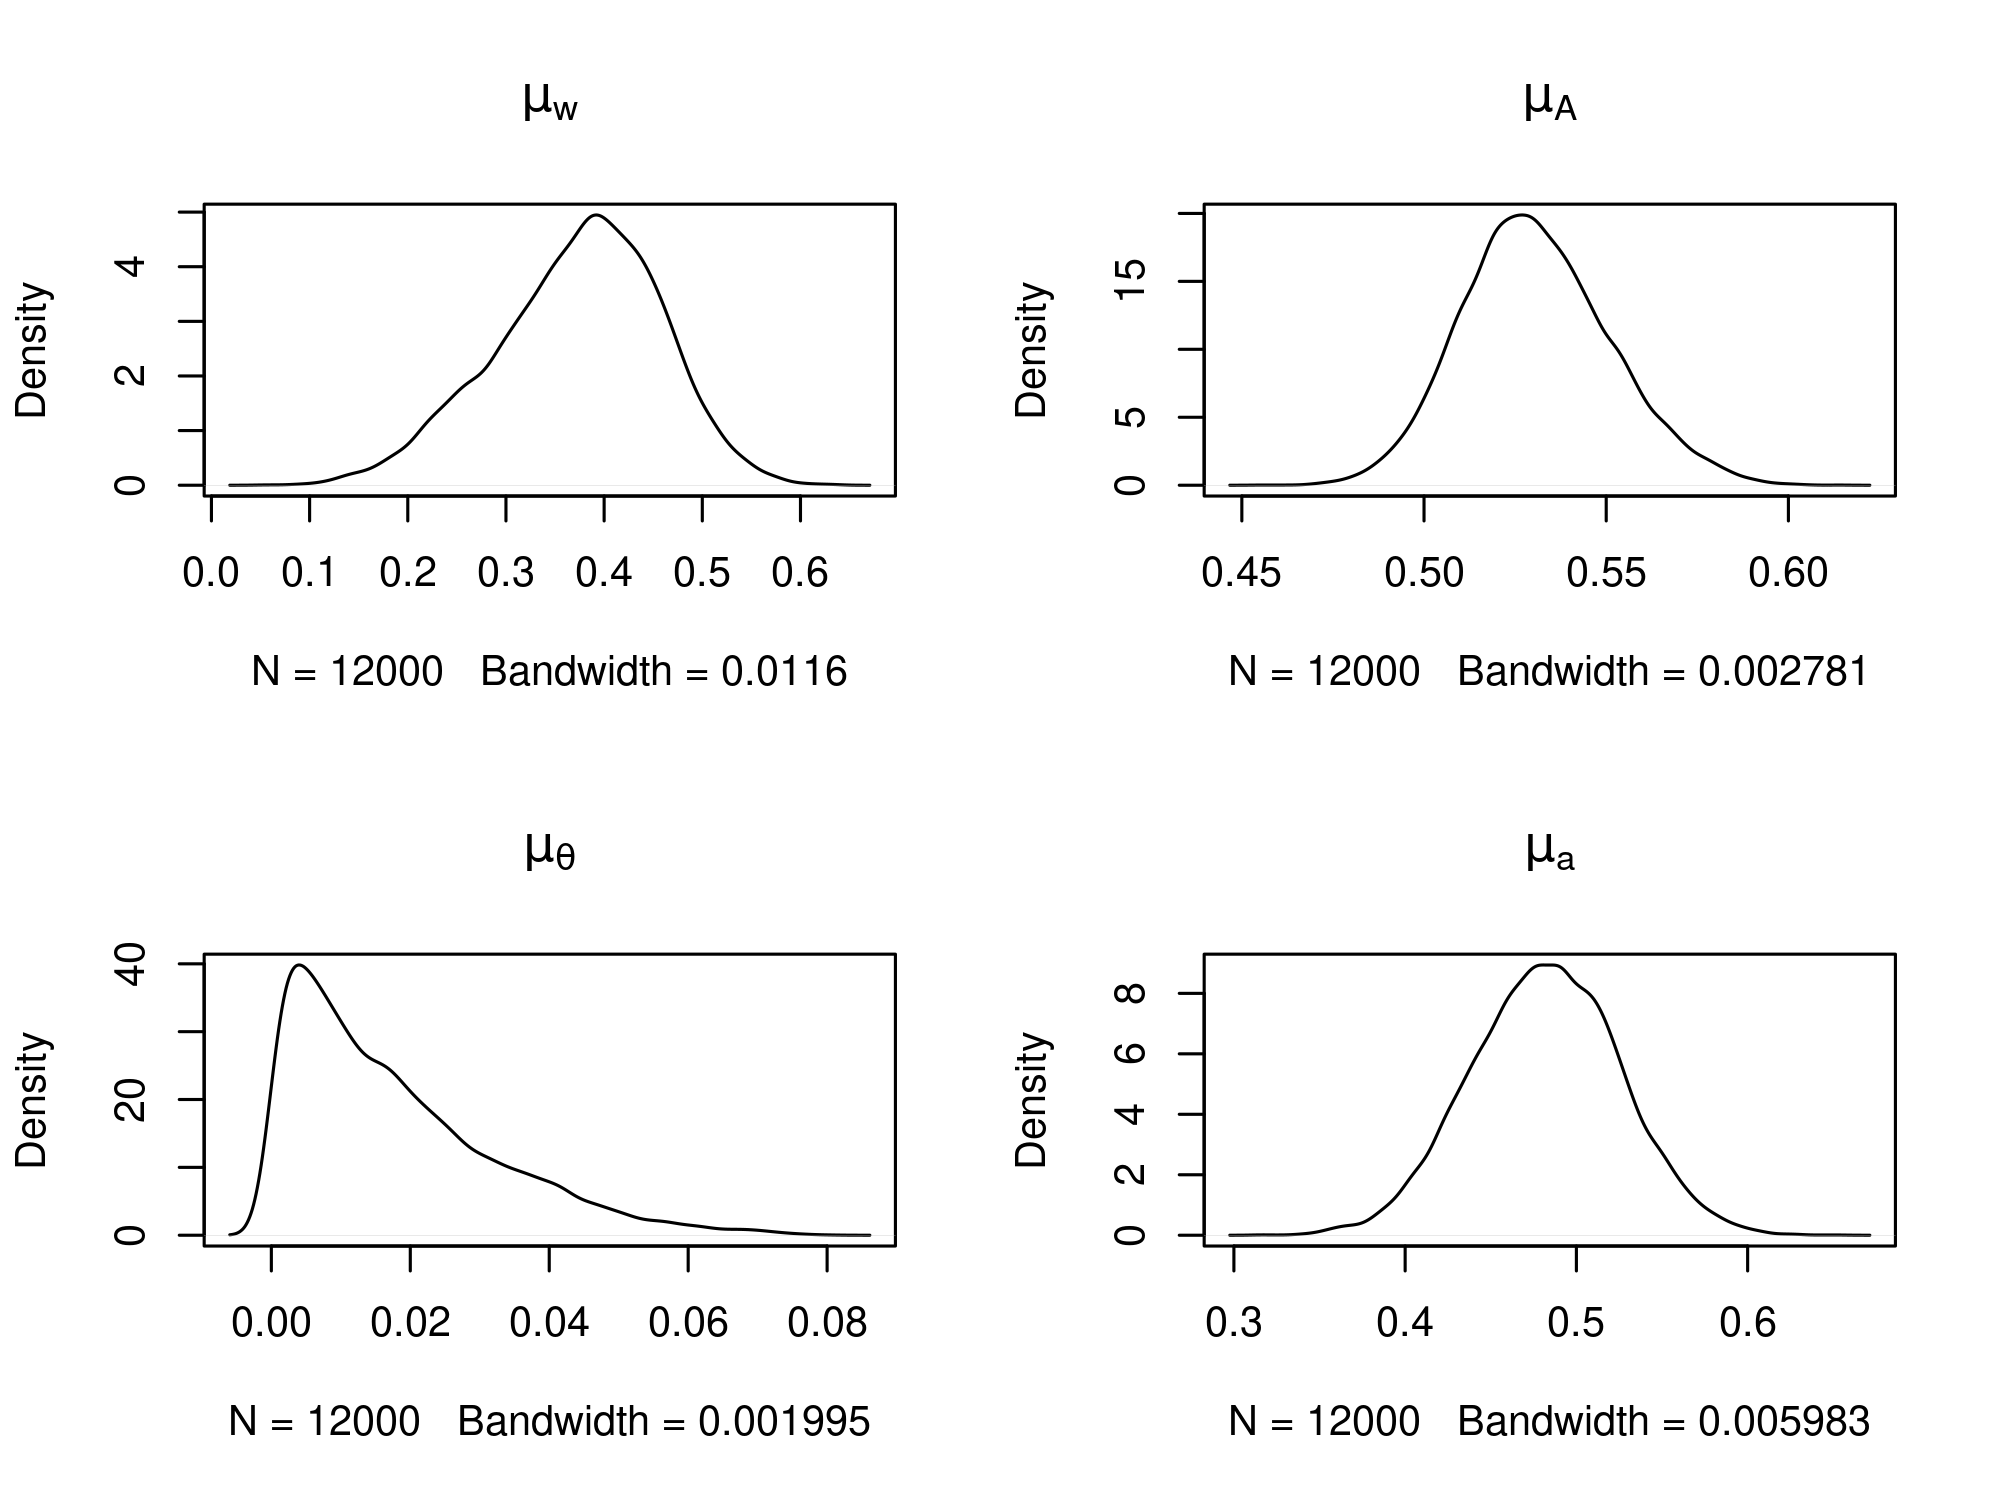 μw
Density
0 2 4
0.0 0.1 0.2 0.3 0.4 0.5 0.6
N = 12000 Bandwidth = 0.0116
μA
Density
0 5 15
0.45 0.50 0.55 0.60
N = 12000 Bandwidth = 0.002781
μθ
Density
0 20 40
0.00 0.02 0.04 0.06 0.08
N = 12000 Bandwidth = 0.001995
μa
Density
0 2 4 6 8
0.3 0.4 0.5 0.6
N = 12000 Bandwidth = 0.005983